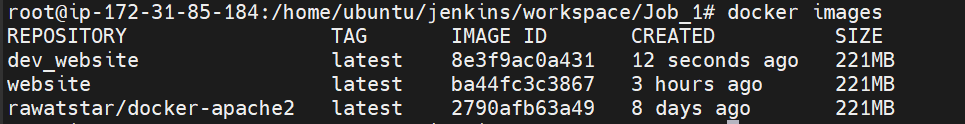 root@ip-172-31-85-184:/home/ubuntu/jenkins/workspace/Job_1# docker images
REPOSITORY TAG IMAGE ID CREATED SIZE
dev_website latest 8e3f9ac0a431 12 seconds ago 221MB
website latest ba44fc3c3867 3 hours ago 221MB
rawatstar/docker-apache2 latest 2790afb63a49 8 days ago 221MB